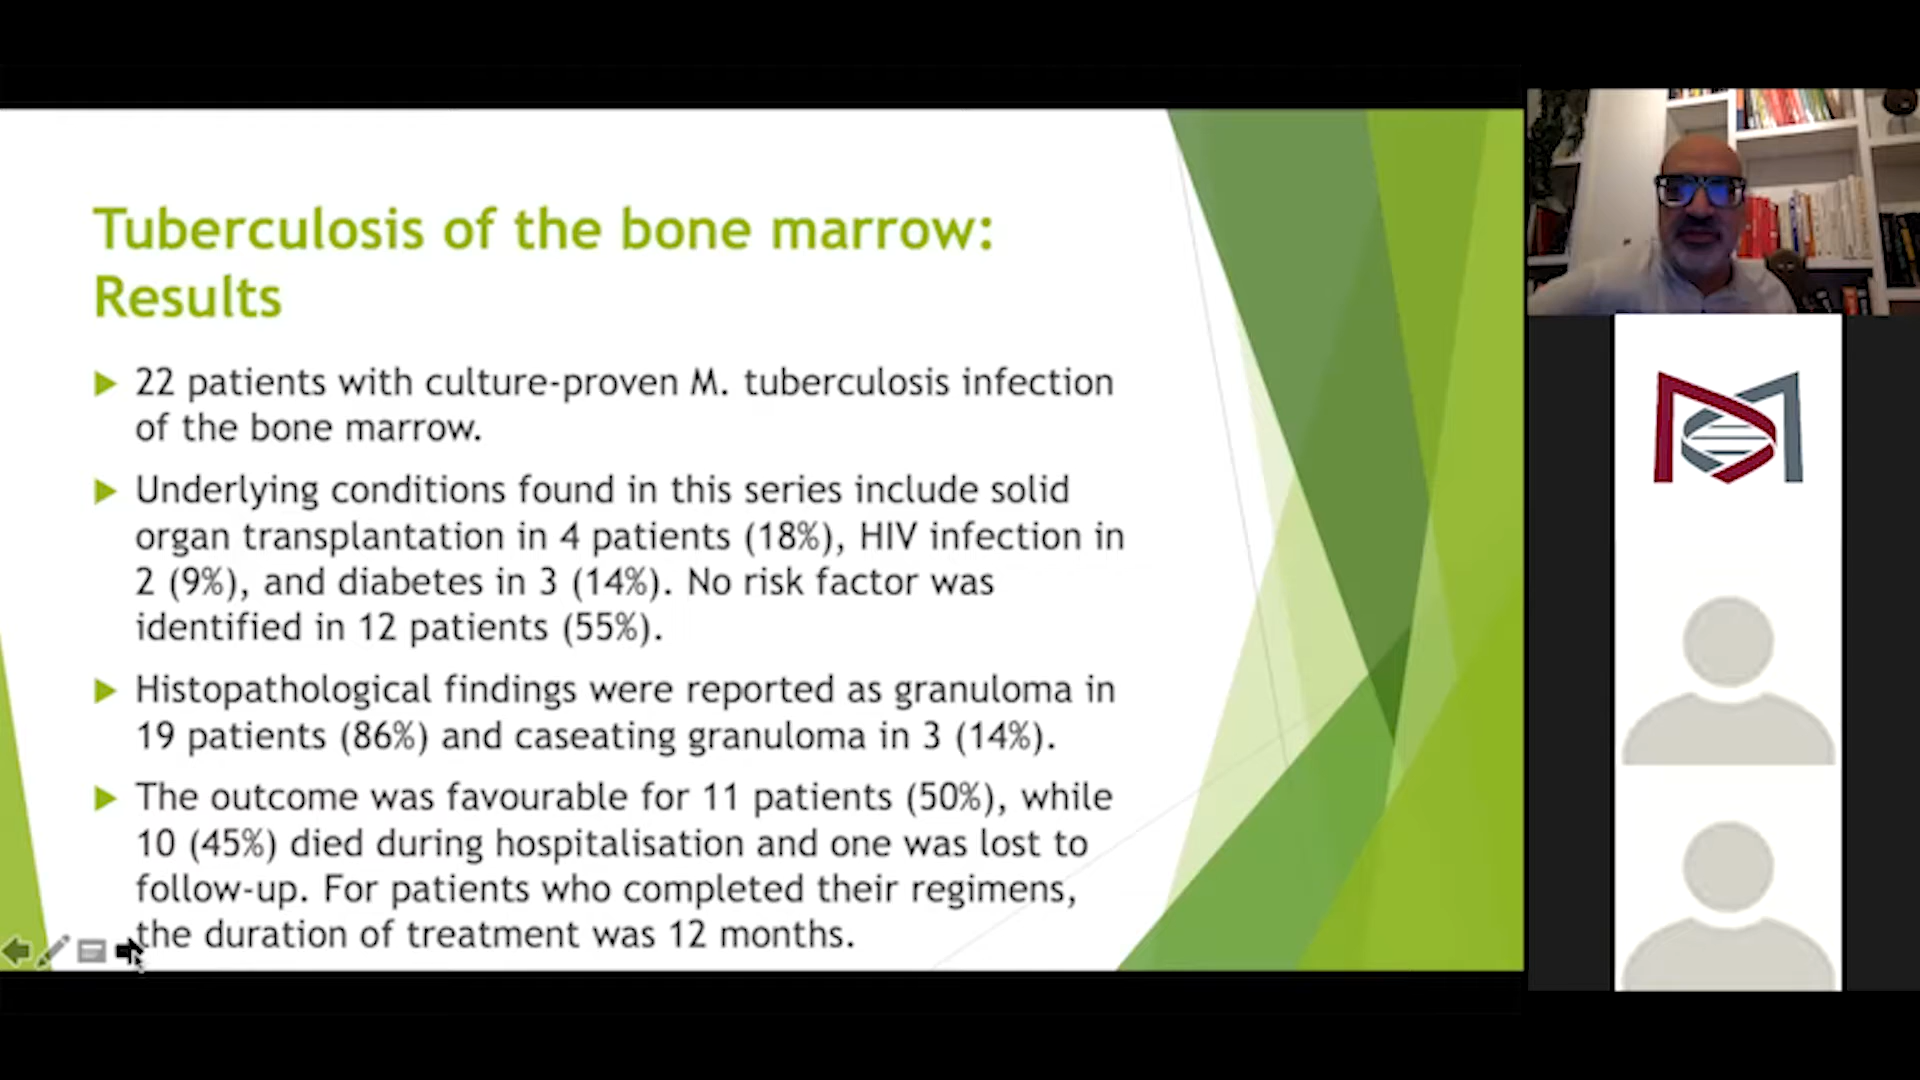 Tuberculosis of the bone marrow:
Results
22 patients with culture-proven M. tuberculosis infection
of the bone marrow.
Underlying conditions found in this series include solid
organ transplantation in 4 patients (18%), HIV infection in
2 (9%), and diabetes in 3 (14%). No risk factor was
identified in 12 patients (55%).
Histopathological findings were reported as granuloma in
19 patients (86%) and caseating granuloma in 3 (14%).
The outcome was favourable for 11 patients (50%), while
10 (45%) died during hospitalisation and one was lost to
follow-up. For patients who completed their regimens,
the duration of treatment was 12 months.